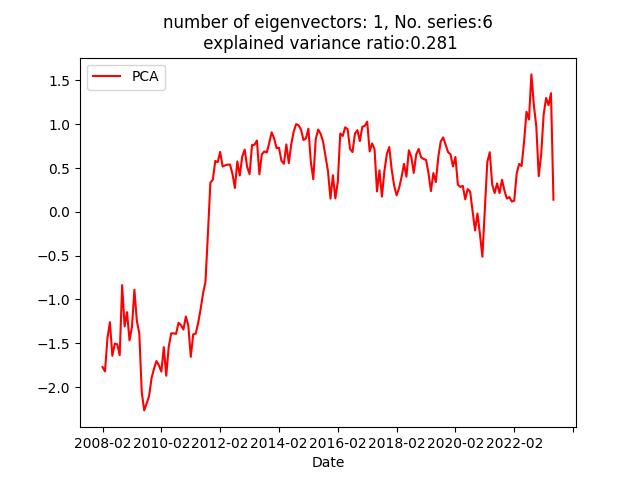 number of eigenvectors: 1, No. series:6
explained variance ratio:0.281
PCA
1.5
1.0
0.5
0.0
−0.5
−1.0
−1.5
−2.0
2008-02 2010-02 2012-02 2014-02 2016-02 2018-02 2020-02 2022-02
Date